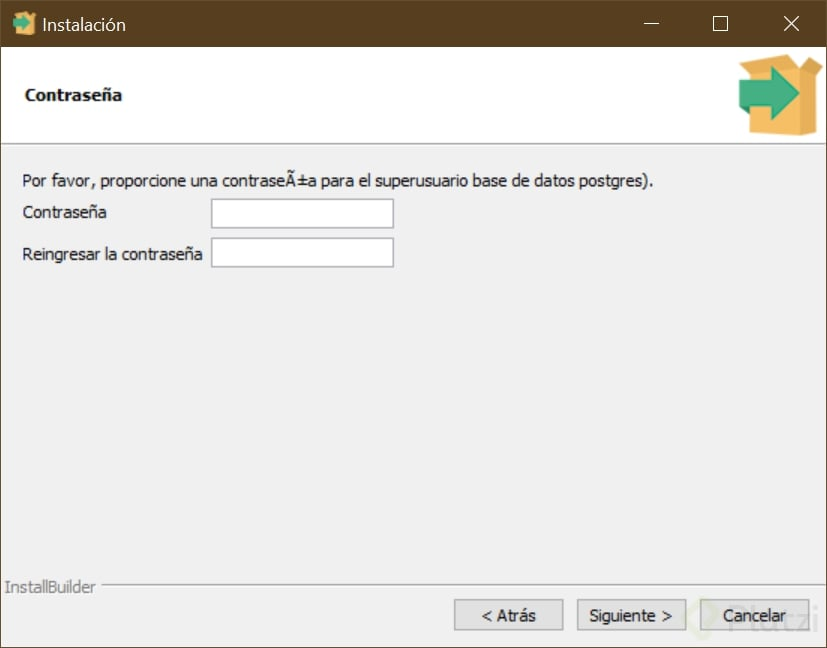 Instalación
Contraseña
Por favor, proporcione una contraseÃ±a para el superusuario base de datos postgres).
Contraseña
Reingresar la contraseña
InstallBuilder
< Atrás
Siguiente >
Cancelar
Platzi